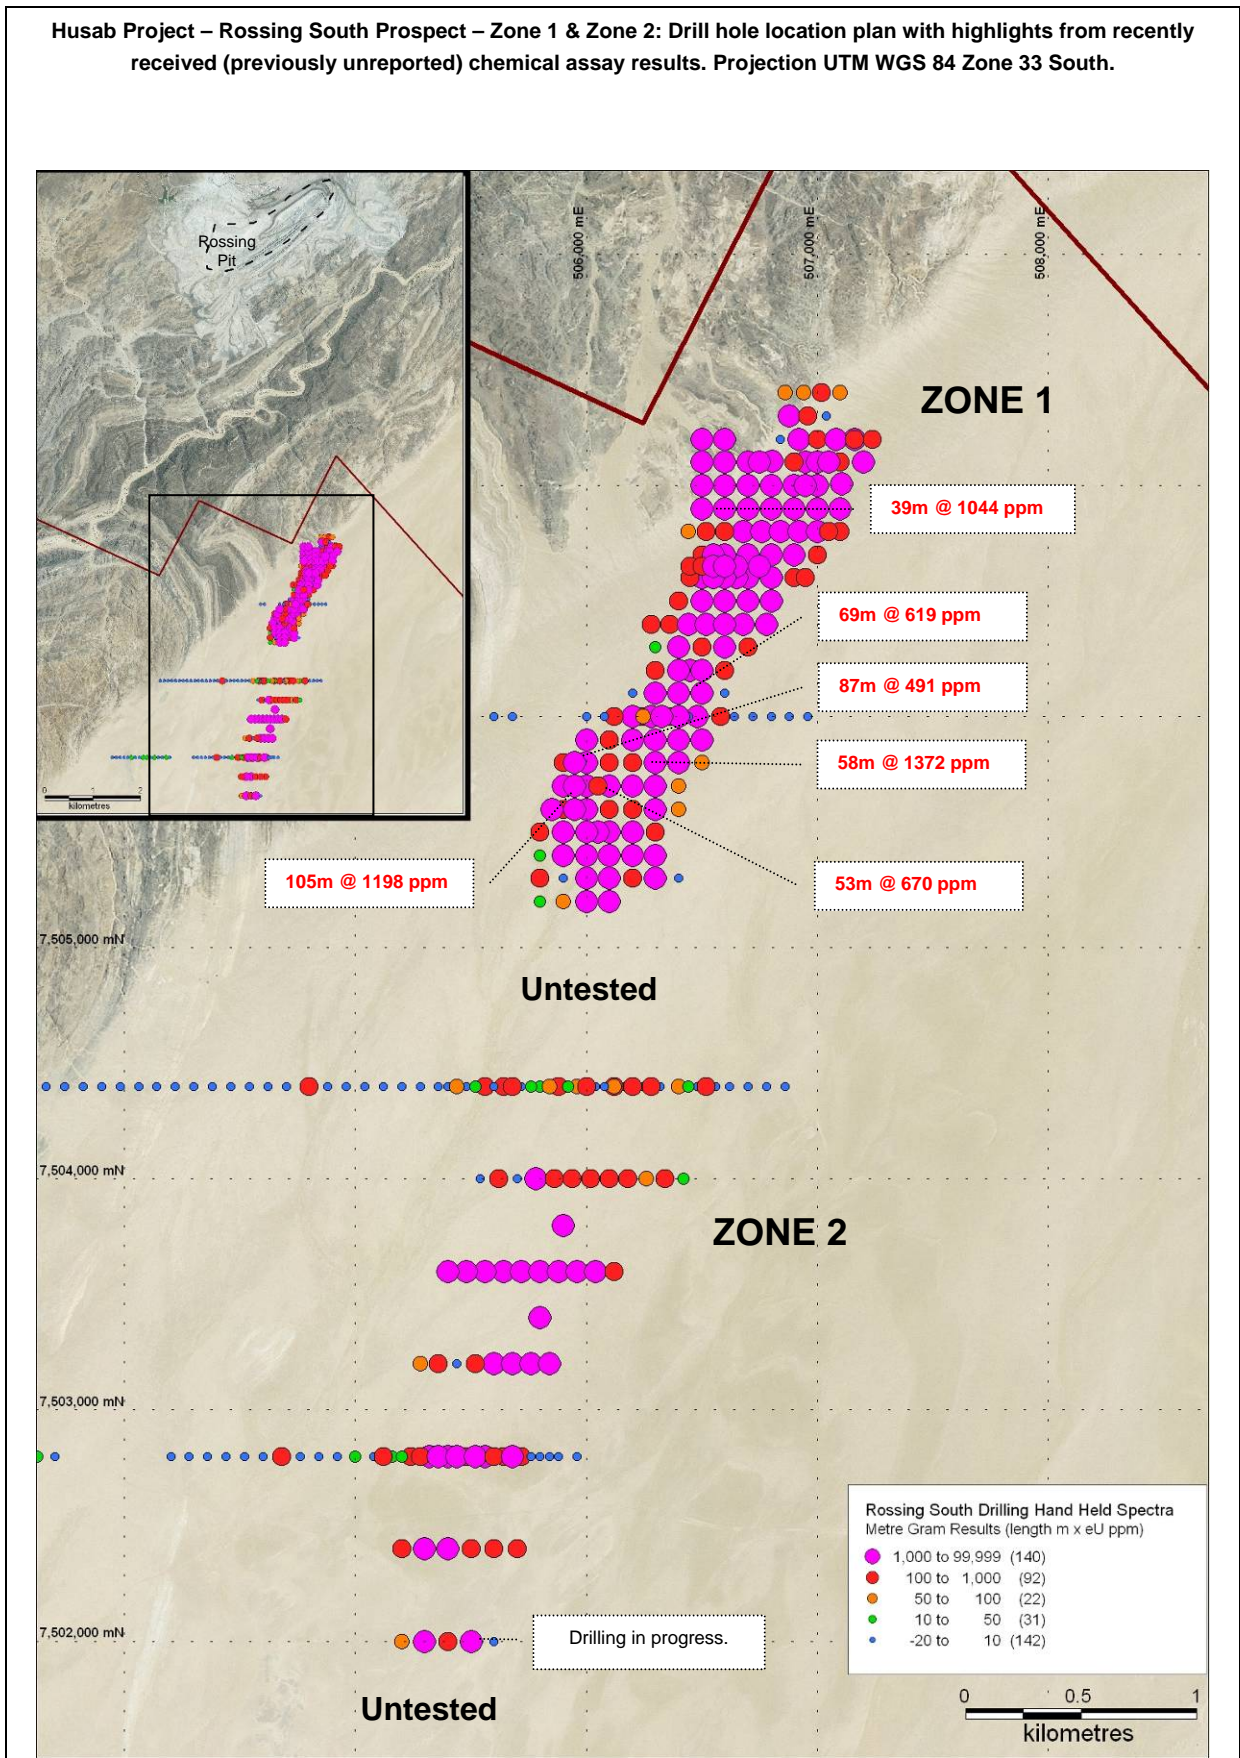 Husab Project – Rossing South Prospect – Zone 1 & Zone 2: Drill hole location plan with highlights from recently
received (previously unreported) chemical assay results. Projection UTM WGS 84 Zone 33 South.
Rossing
Pit
506,000 mE
507,000 mE
508,000 mE
ZONE 1
39m @ 1044 ppm
69m @ 619 ppm
87m @ 491 ppm
58m @ 1372 ppm
0 1 2
kilometres
105m @ 1198 ppm
53m @ 670 ppm
7,505,000 mN
Untested
7,504,000 mN
ZONE 2
7,503,000 mN
Rossing South Drilling Hand Held Spectra
Metre Gram Results (length m x eU ppm)
1,000 to 99,999 (140)
100 to 1,000 (92)
50 to 100 (22)
10 to 50 (31)
-20 to 10 (142)
7,502,000 mN
Drilling in progress.
Untested
0 0.5 1
kilometres